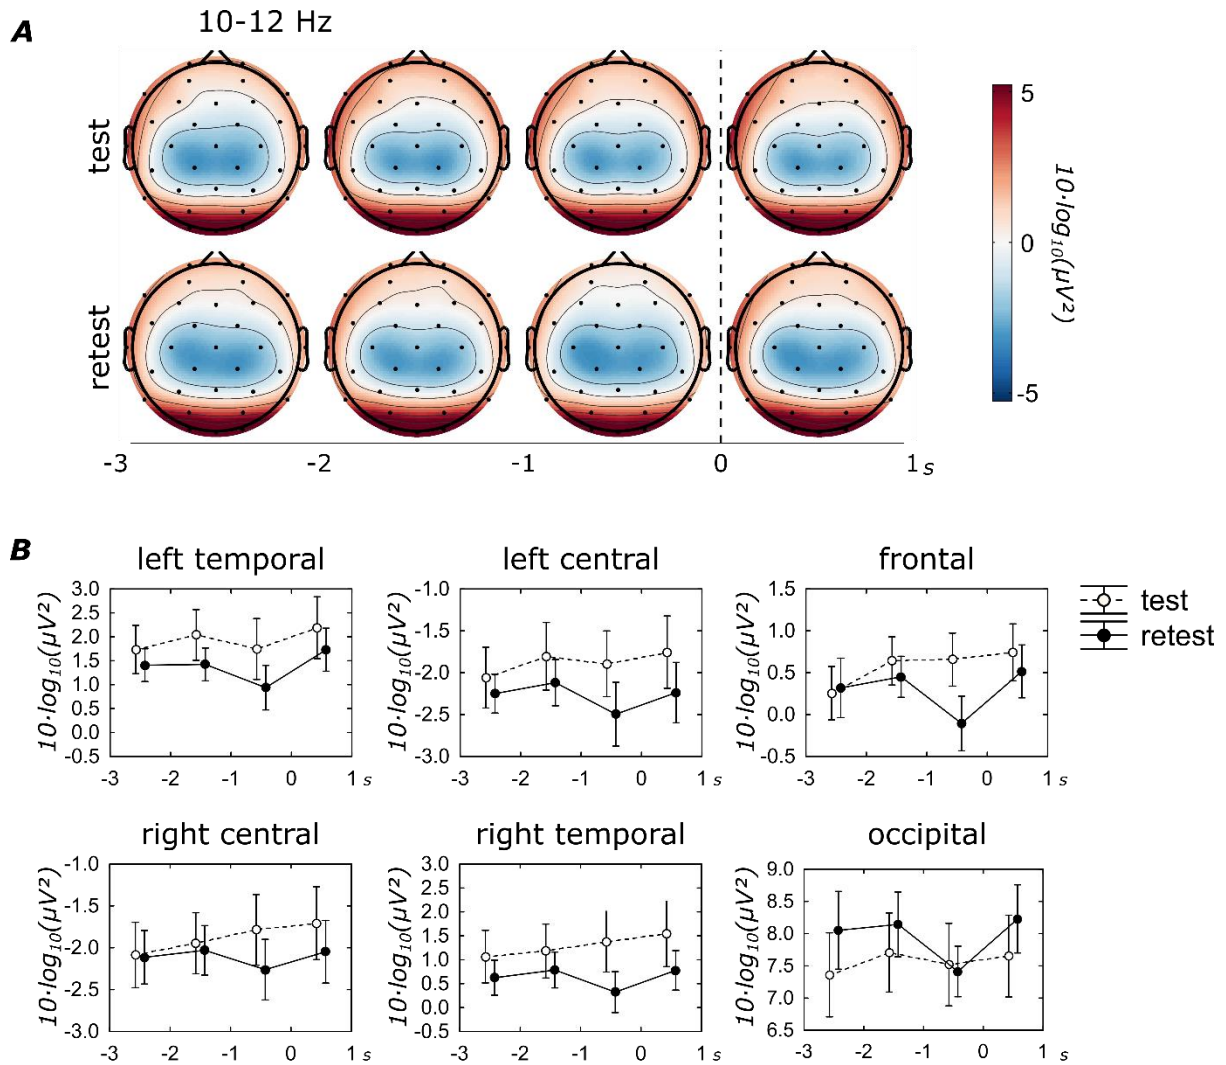 A
10-12 Hz
test
retest
-3 -2 -1 0 1 s
5
0
-5
10·log₁₀(μV²)
B
left temporal
10·log₁₀(μV²)
3.0
2.5
2.0
1.5
1.0
0.5
0.0
-0.5
-3 -2 -1 0 1 s
left central
10·log₁₀(μV²)
-1.0
-1.5
-2.0
-2.5
-3.0
-3 -2 -1 0 1 s
frontal
10·log₁₀(μV²)
1.5
1.0
0.5
0.0
-0.5
-3 -2 -1 0 1 s
test
retest
right central
10·log₁₀(μV²)
-1.0
-1.5
-2.0
-2.5
-3.0
-3 -2 -1 0 1 s
right temporal
10·log₁₀(μV²)
3.0
2.5
2.0
1.5
1.0
0.5
0.0
-0.5
-3 -2 -1 0 1 s
occipital
10·log₁₀(μV²)
9.0
8.5
8.0
7.5
7.0
6.5
-3 -2 -1 0 1 s